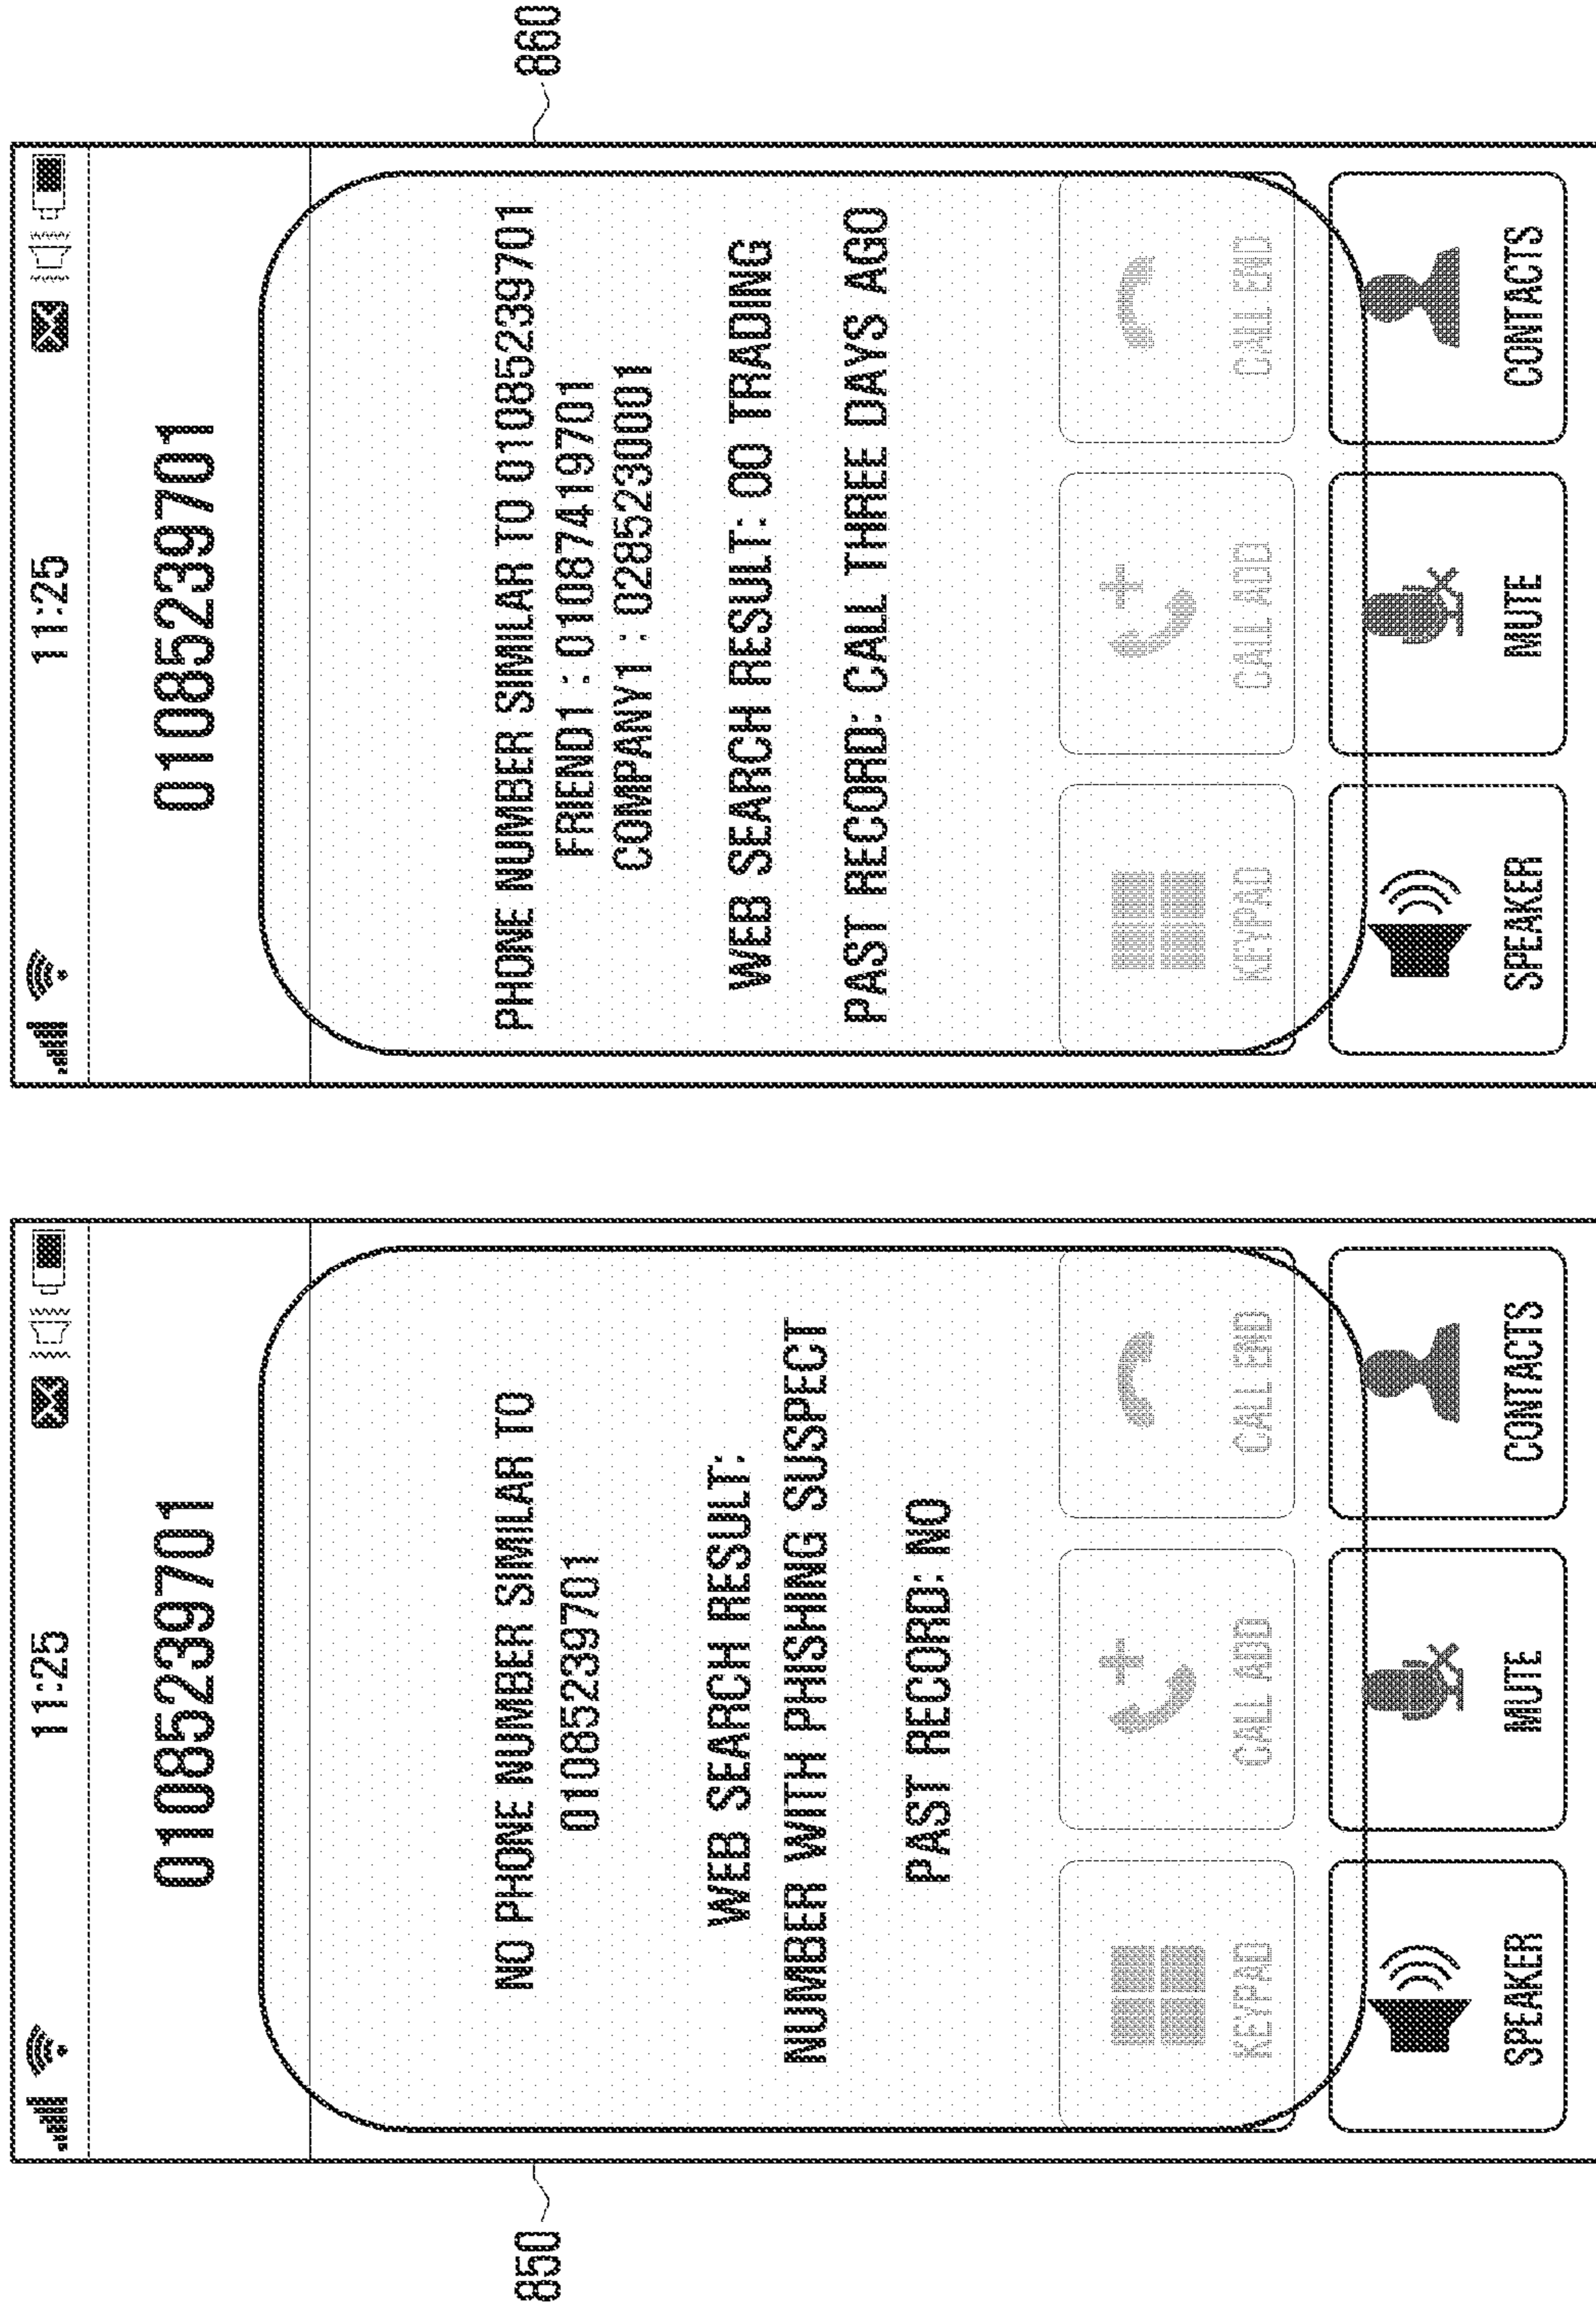 850
11:25
01085239701
NO PHONE NUMBER SIMILAR TO
01085239701
WEB SEARCH RESULT:
NUMBER WITH PHISHING SUSPECT
PAST RECORD: NO
KEYPAD
CALL ADD
CALL END
SPEAKER
MUTE
CONTACTS
860
11:25
01085239701
PHONE NUMBER SIMILAR TO 01085239701
FRIEND1 : 01087419701
COMPANY1 : 0285230001
WEB SEARCH RESULT: OO TRADING
PAST RECORD: CALL THREE DAYS AGO
KEYPAD
CALL ADD
CALL END
SPEAKER
MUTE
CONTACTS